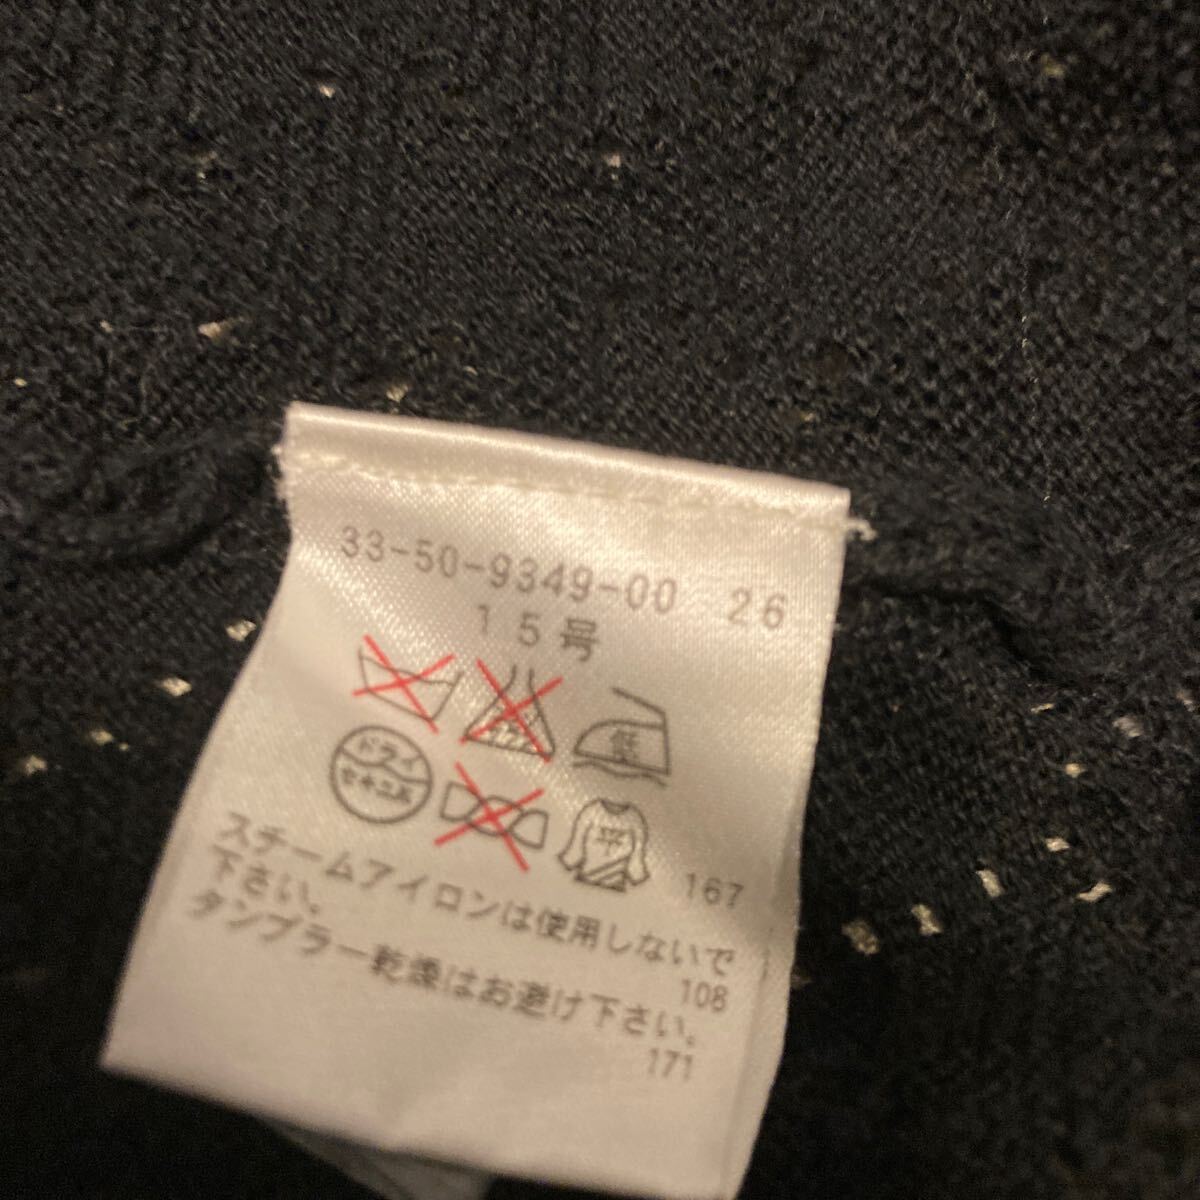 33-50-9349-00 26
15号
低
ドライ
セキユ系
平
167
スチームアイロンは使用しないで
下さい。
108
タンブラー乾燥はお避け下さい。
171